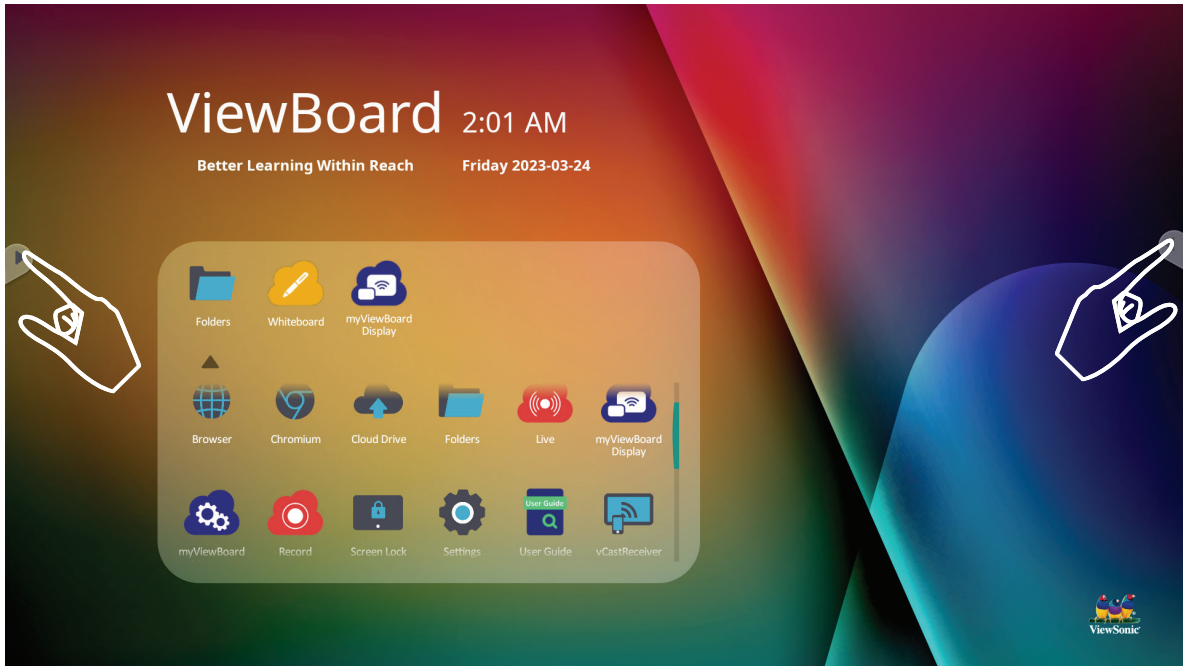 ViewBoard 2:01 AM
Better Learning Within Reach Friday 2023-03-24
Folders Whiteboard myViewBoard
Display
Browser Chromium Cloud Drive Folders Live myViewBoard
Display
User Guide
myViewBoard Record Screen Lock Settings User Guide vCastReceiver
ViewSonic